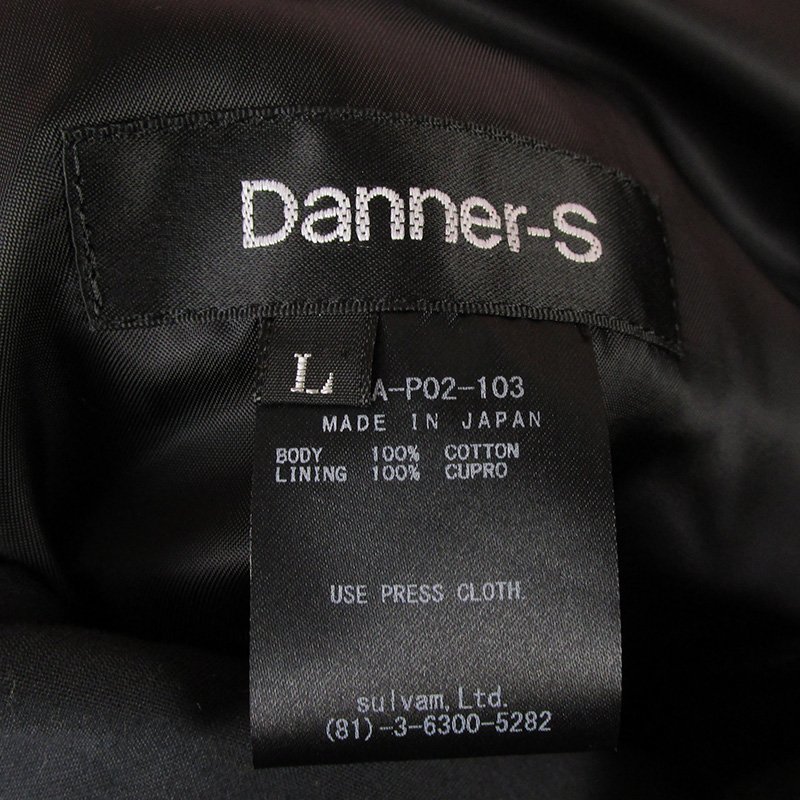 Danner-S
L
A-P02-103
MADE IN JAPAN
BODY 100% COTTON
LINING 100% CUPRO
USE PRESS CLOTH.
sulvam, Ltd.
(81)-3-6300-5282